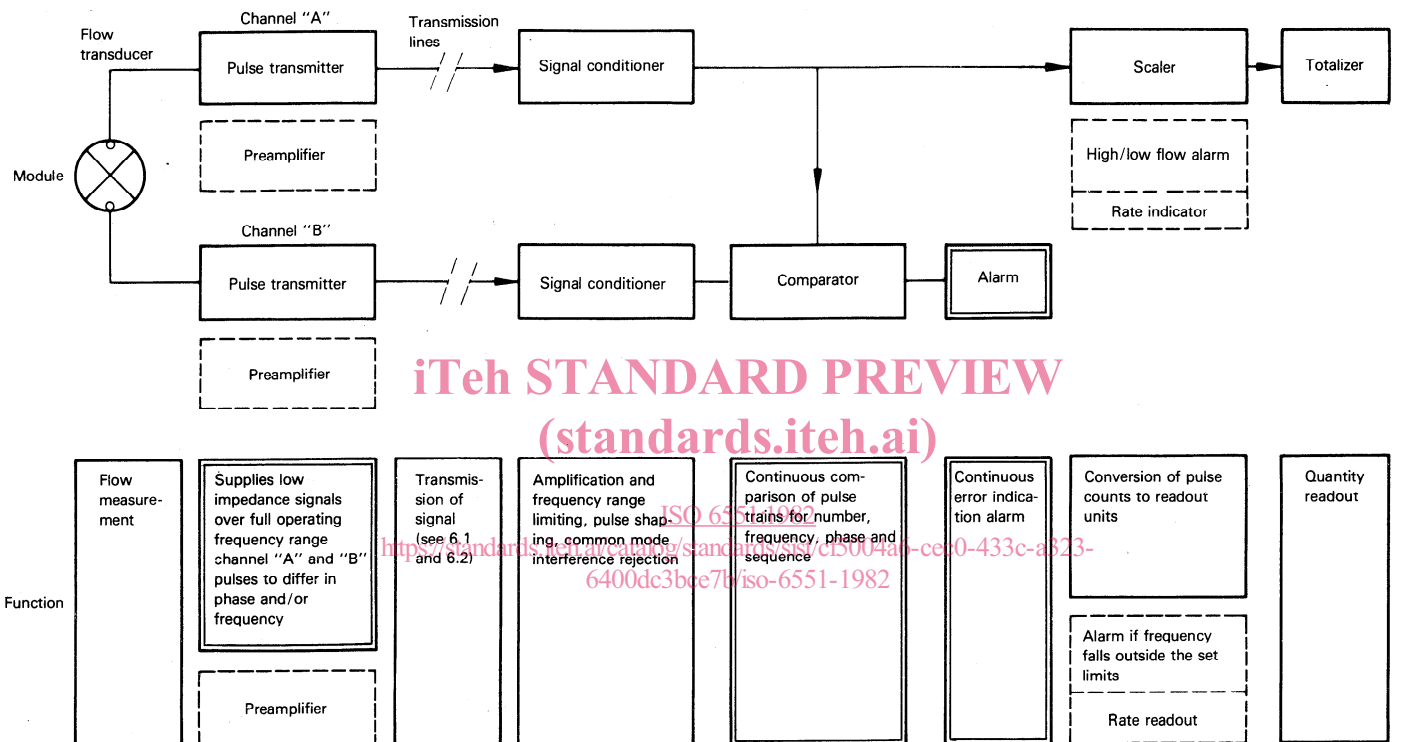 Channel "A"
Flow
transducer
Transmission
lines
Pulse transmitter
Signal conditioner
Scaler
Totalizer
Preamplifier
High/low flow alarm
Rate indicator
Module
Channel "B"
Pulse transmitter
Signal conditioner
Comparator
Alarm
Preamplifier
iTeh STANDARD PREVIEW
(standards.iteh.ai)
Function
Flow
measure-
ment
Supplies low
impedance signals
over full operating
frequency range
channel "A" and "B"
pulses to differ in
phase and/or
frequency
Preamplifier
Transmis-
sion of
signal
(see 6.1
and 6.2)
Amplification and
frequency range
limiting, pulse shap-
ing, common mode
interference rejection
Continuous com-
parison of pulse
trains for number,
frequency, phase and
sequence
Continuous
error indica-
tion alarm
Conversion of pulse
counts to readout
units
Alarm if frequency
falls outside the set
limits
Rate readout
Quantity
readout
ISO 6551:1982
https://standards.iteh.ai/catalog/standards/sist/cf5004a6-cec0-433c-a323-
6400dc3bce7b/iso-6551-1982